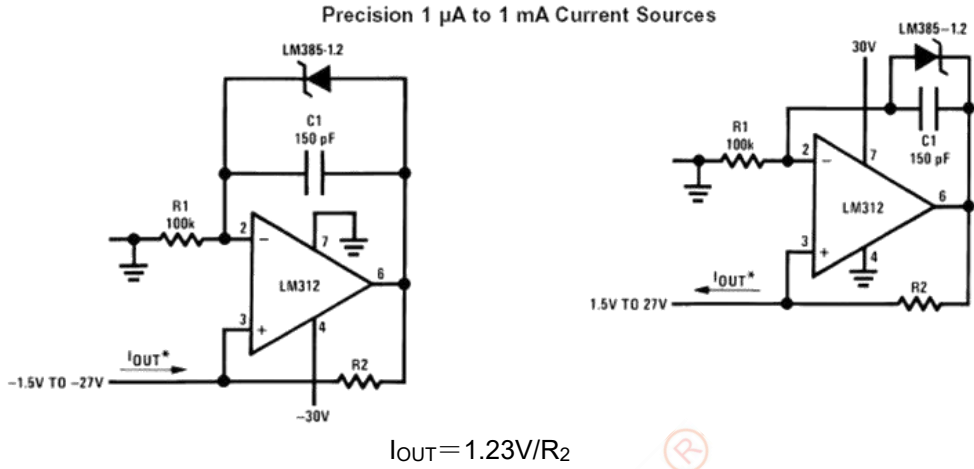 Precision 1 µA to 1 mA Current Sources
LM385-1.2
C1
150 pF
R1
100k
2
−
7
LM312
6
3
+
4
IOUT*
R2
−1.5V TO −27V
−30V
LM385−1.2
30V
C1
150 pF
R1
100k
2
−
7
LM312
6
3
+
4
IOUT*
R2
1.5V TO 27V
IOUT=1.23V/R2
R